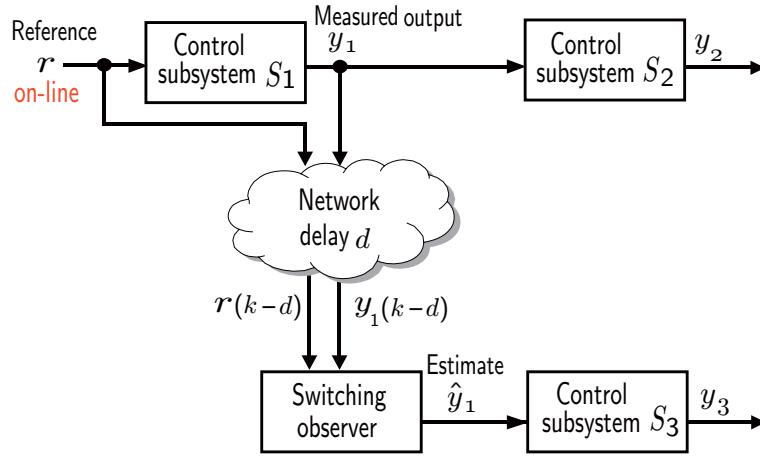 Reference
r
on-line
Control
subsystem S1
Measured output
y1
Control
subsystem S2
y2
Network
delay d
r(k-d)
y1(k-d)
Switching
observer
Estimate
ŷ1
Control
subsystem S3
y3